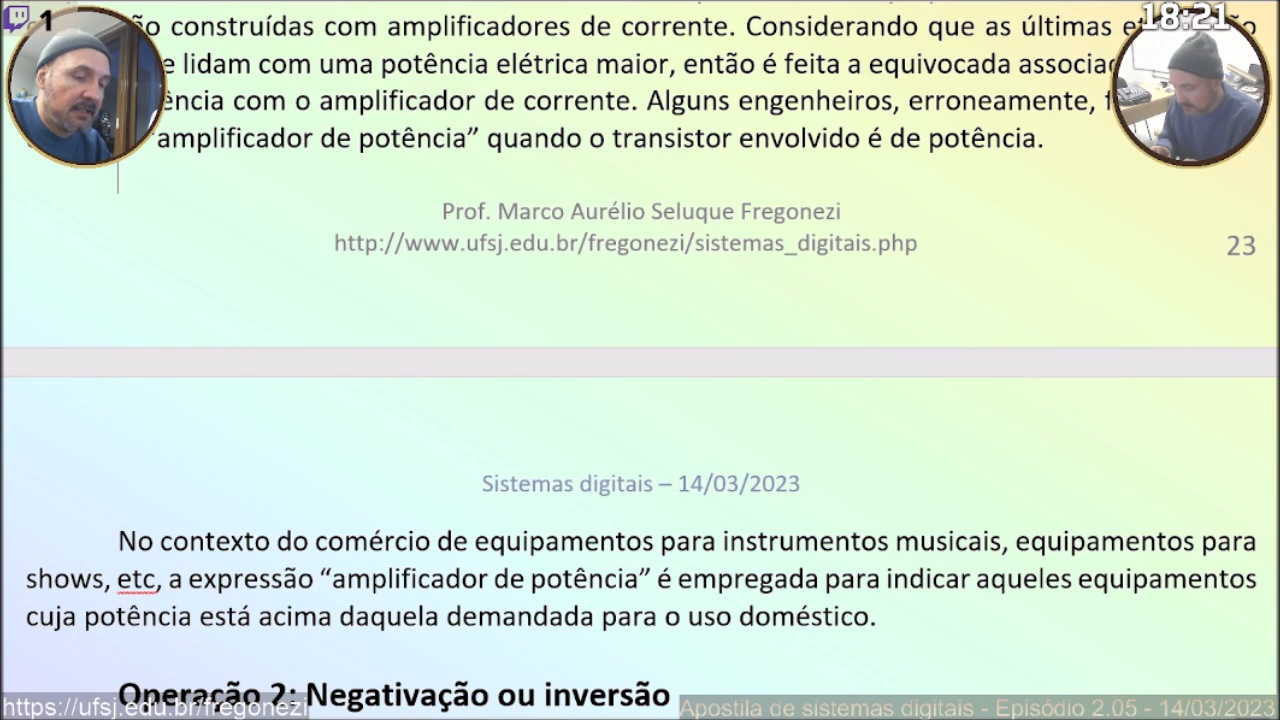 1
18:21
construídas com amplificadores de corrente. Considerando que as últimas
lidam com uma potência elétrica maior, então é feita a equivocada
com o amplificador de corrente. Alguns engenheiros, erroneamente,
amplificador de potência” quando o transistor envolvido é de potência.
Prof. Marco Aurélio Seluque Fregonezi
http://www.ufsj.edu.br/fregonezi/sistemas_digitais.php
23
Sistemas digitais – 14/03/2023
No contexto do comércio de equipamentos para instrumentos musicais, equipamentos para
shows, etc, a expressão “amplificador de potência” é empregada para indicar aqueles equipamentos
cuja potência está acima daquela demandada para o uso doméstico.
Operação 2: Negativação ou inversão
https://ufsj.edu.br/fregonezi
Apostila de sistemas digitais - Episódio 2.05 - 14/03/2023